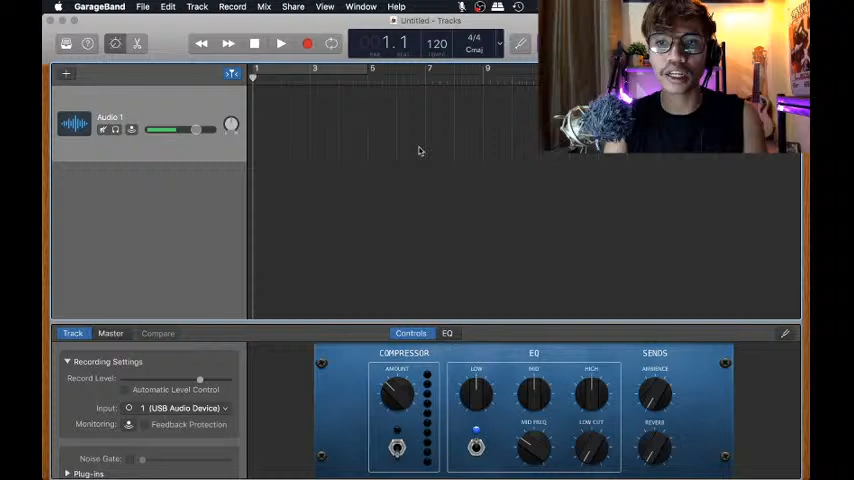 GarageBand File Edit Track Record Mix Share View Window Help
Untitled - Tracks
1.1
BAR BEAT
120
TEMPO
4/4
Cmaj
1 3 5 7 9
Audio 1
L R
Track Master Compare
Controls EQ
Recording Settings
Record Level:
Automatic Level Control
Input: 1 (USB Audio Device)
Monitoring: Feedback Protection
Noise Gate:
Plug-ins
COMPRESSOR EQ SENDS
AMOUNT LOW MID HIGH AMBIENCE
MID FREQ LOW CUT REVERB